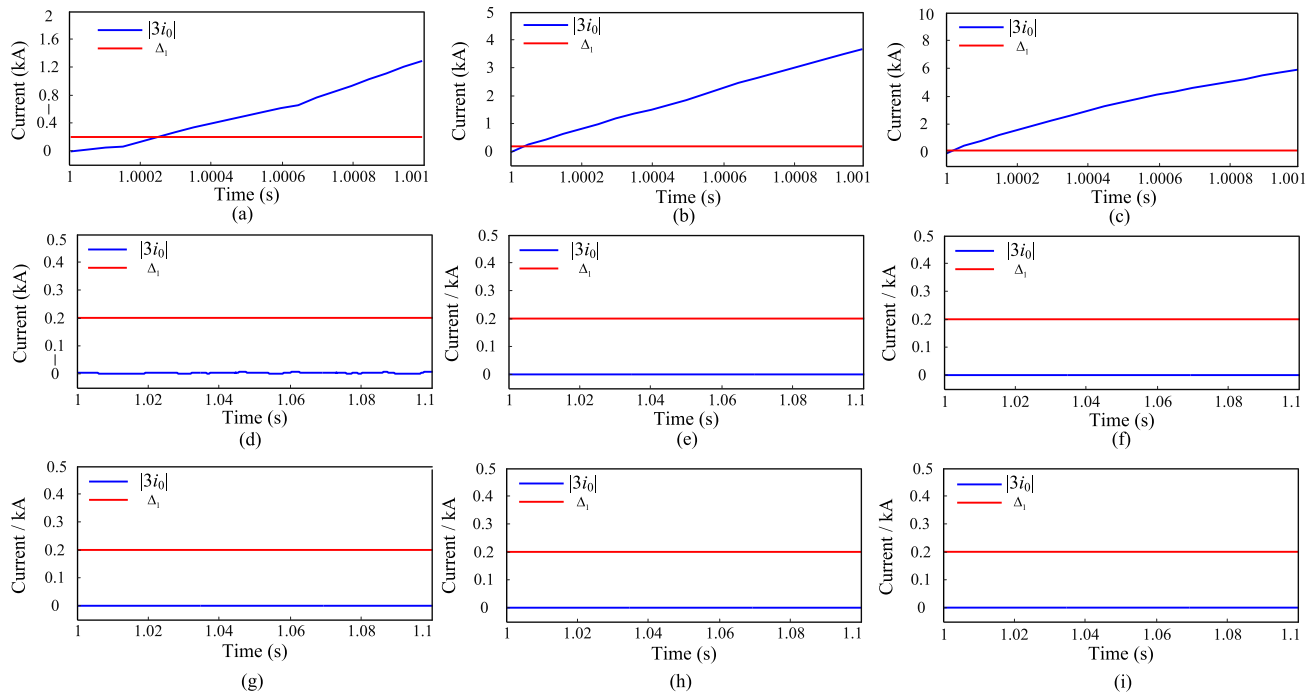 2
1.6
1.2
0.8
0.4
0
Current (kA)
|3i₀|
Δ₁
1
1.0002
1.0004
1.0006
1.0008
1.001
Time (s)
(a)
5
4
3
2
1
0
Current (kA)
|3i₀|
Δ₁
1
1.0002
1.0004
1.0006
1.0008
1.001
Time (s)
(b)
10
8
6
4
2
0
Current (kA)
|3i₀|
Δ₁
1
1.0002
1.0004
1.0006
1.0008
1.001
Time (s)
(c)
0.5
0.4
0.3
0.2
0.1
0
Current (kA)
|3i₀|
Δ₁
1
1.02
1.04
1.06
1.08
1.1
Time (s)
(d)
0.5
0.4
0.3
0.2
0.1
0
Current / kA
|3i₀|
Δ₁
1
1.02
1.04
1.06
1.08
1.1
Time (s)
(e)
0.5
0.4
0.3
0.2
0.1
0
Current / kA
|3i₀|
Δ₁
1
1.02
1.04
1.06
1.08
1.1
Time (s)
(f)
0.5
0.4
0.3
0.2
0.1
0
Current / kA
|3i₀|
Δ₁
1
1.02
1.04
1.06
1.08
1.1
Time (s)
(g)
0.5
0.4
0.3
0.2
0.1
0
Current / kA
|3i₀|
Δ₁
1
1.02
1.04
1.06
1.08
1.1
Time (s)
(h)
0.5
0.4
0.3
0.2
0.1
0
Current / kA
|3i₀|
Δ₁
1
1.02
1.04
1.06
1.08
1.1
Time (s)
(i)